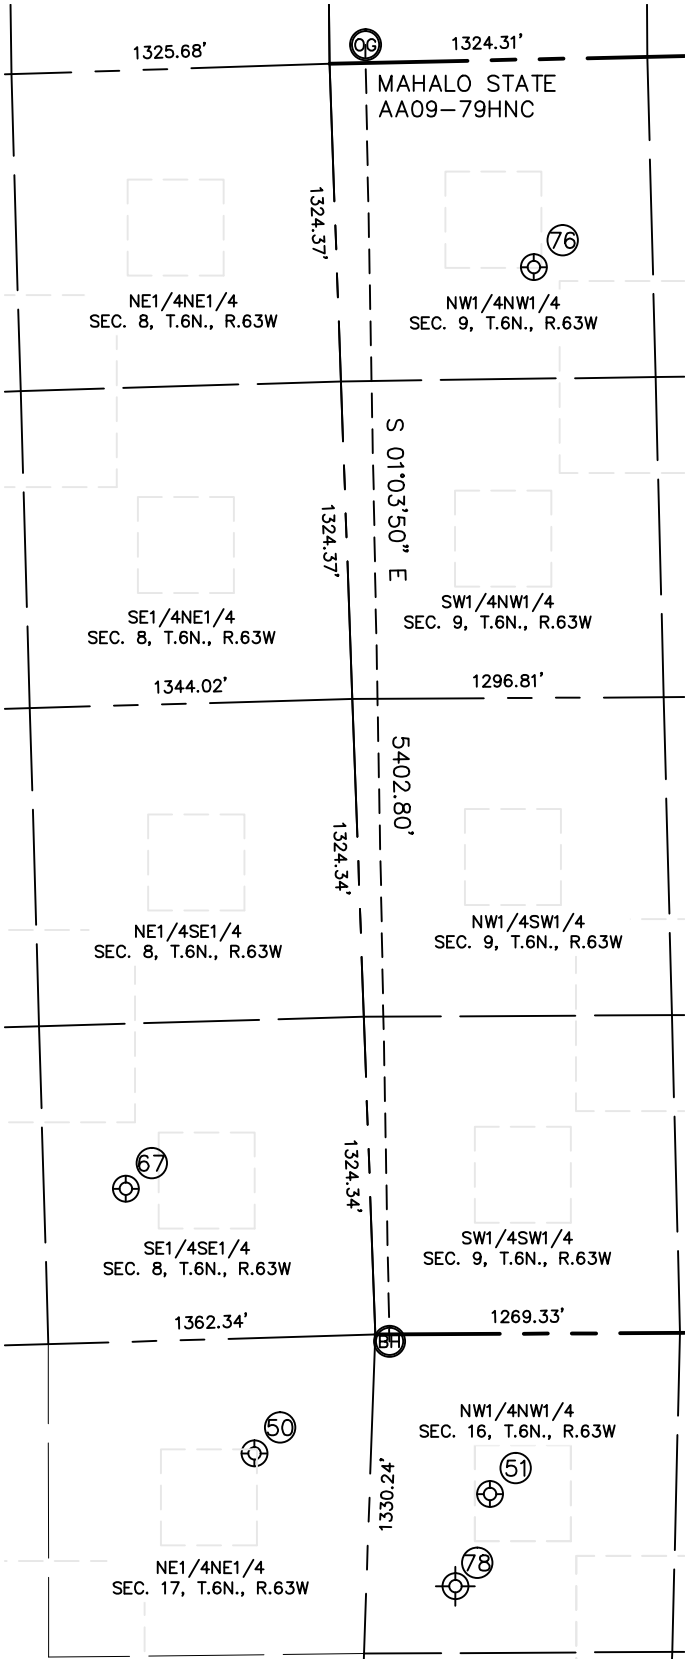 1325.68'
OG
1324.31'
MAHALO STATE
AA09-79HNC
1324.37'
76
NE1/4NE1/4
SEC. 8, T.6N., R.63W
NW1/4NW1/4
SEC. 9, T.6N., R.63W
S 01°03'50" E
1324.37'
SE1/4NE1/4
SEC. 8, T.6N., R.63W
SW1/4NW1/4
SEC. 9, T.6N., R.63W
1344.02'
1296.81'
5402.80'
1324.34'
NE1/4SE1/4
SEC. 8, T.6N., R.63W
NW1/4SW1/4
SEC. 9, T.6N., R.63W
67
1324.34'
SE1/4SE1/4
SEC. 8, T.6N., R.63W
SW1/4SW1/4
SEC. 9, T.6N., R.63W
1362.34'
1269.33'
BH
NW1/4NW1/4
SEC. 16, T.6N., R.63W
50
51
1330.24'
78
NE1/4NE1/4
SEC. 17, T.6N., R.63W